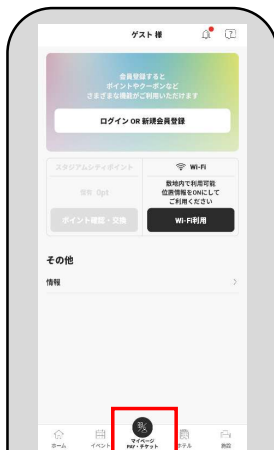 ゲスト 様
会員登録すると
ポイントやクーポンなど
さまざまな機能がご利用いただけます
ログイン OR 新規会員登録
スタジアムシティポイント
Wi-Fi
0pt
敷地内で利用可能
位置情報をONにして
ご利用ください
ポイント確認・交換
Wi-Fi利用
その他
情報
ホーム
イベント
マイページ
PAY・チケット
ホテル
施設